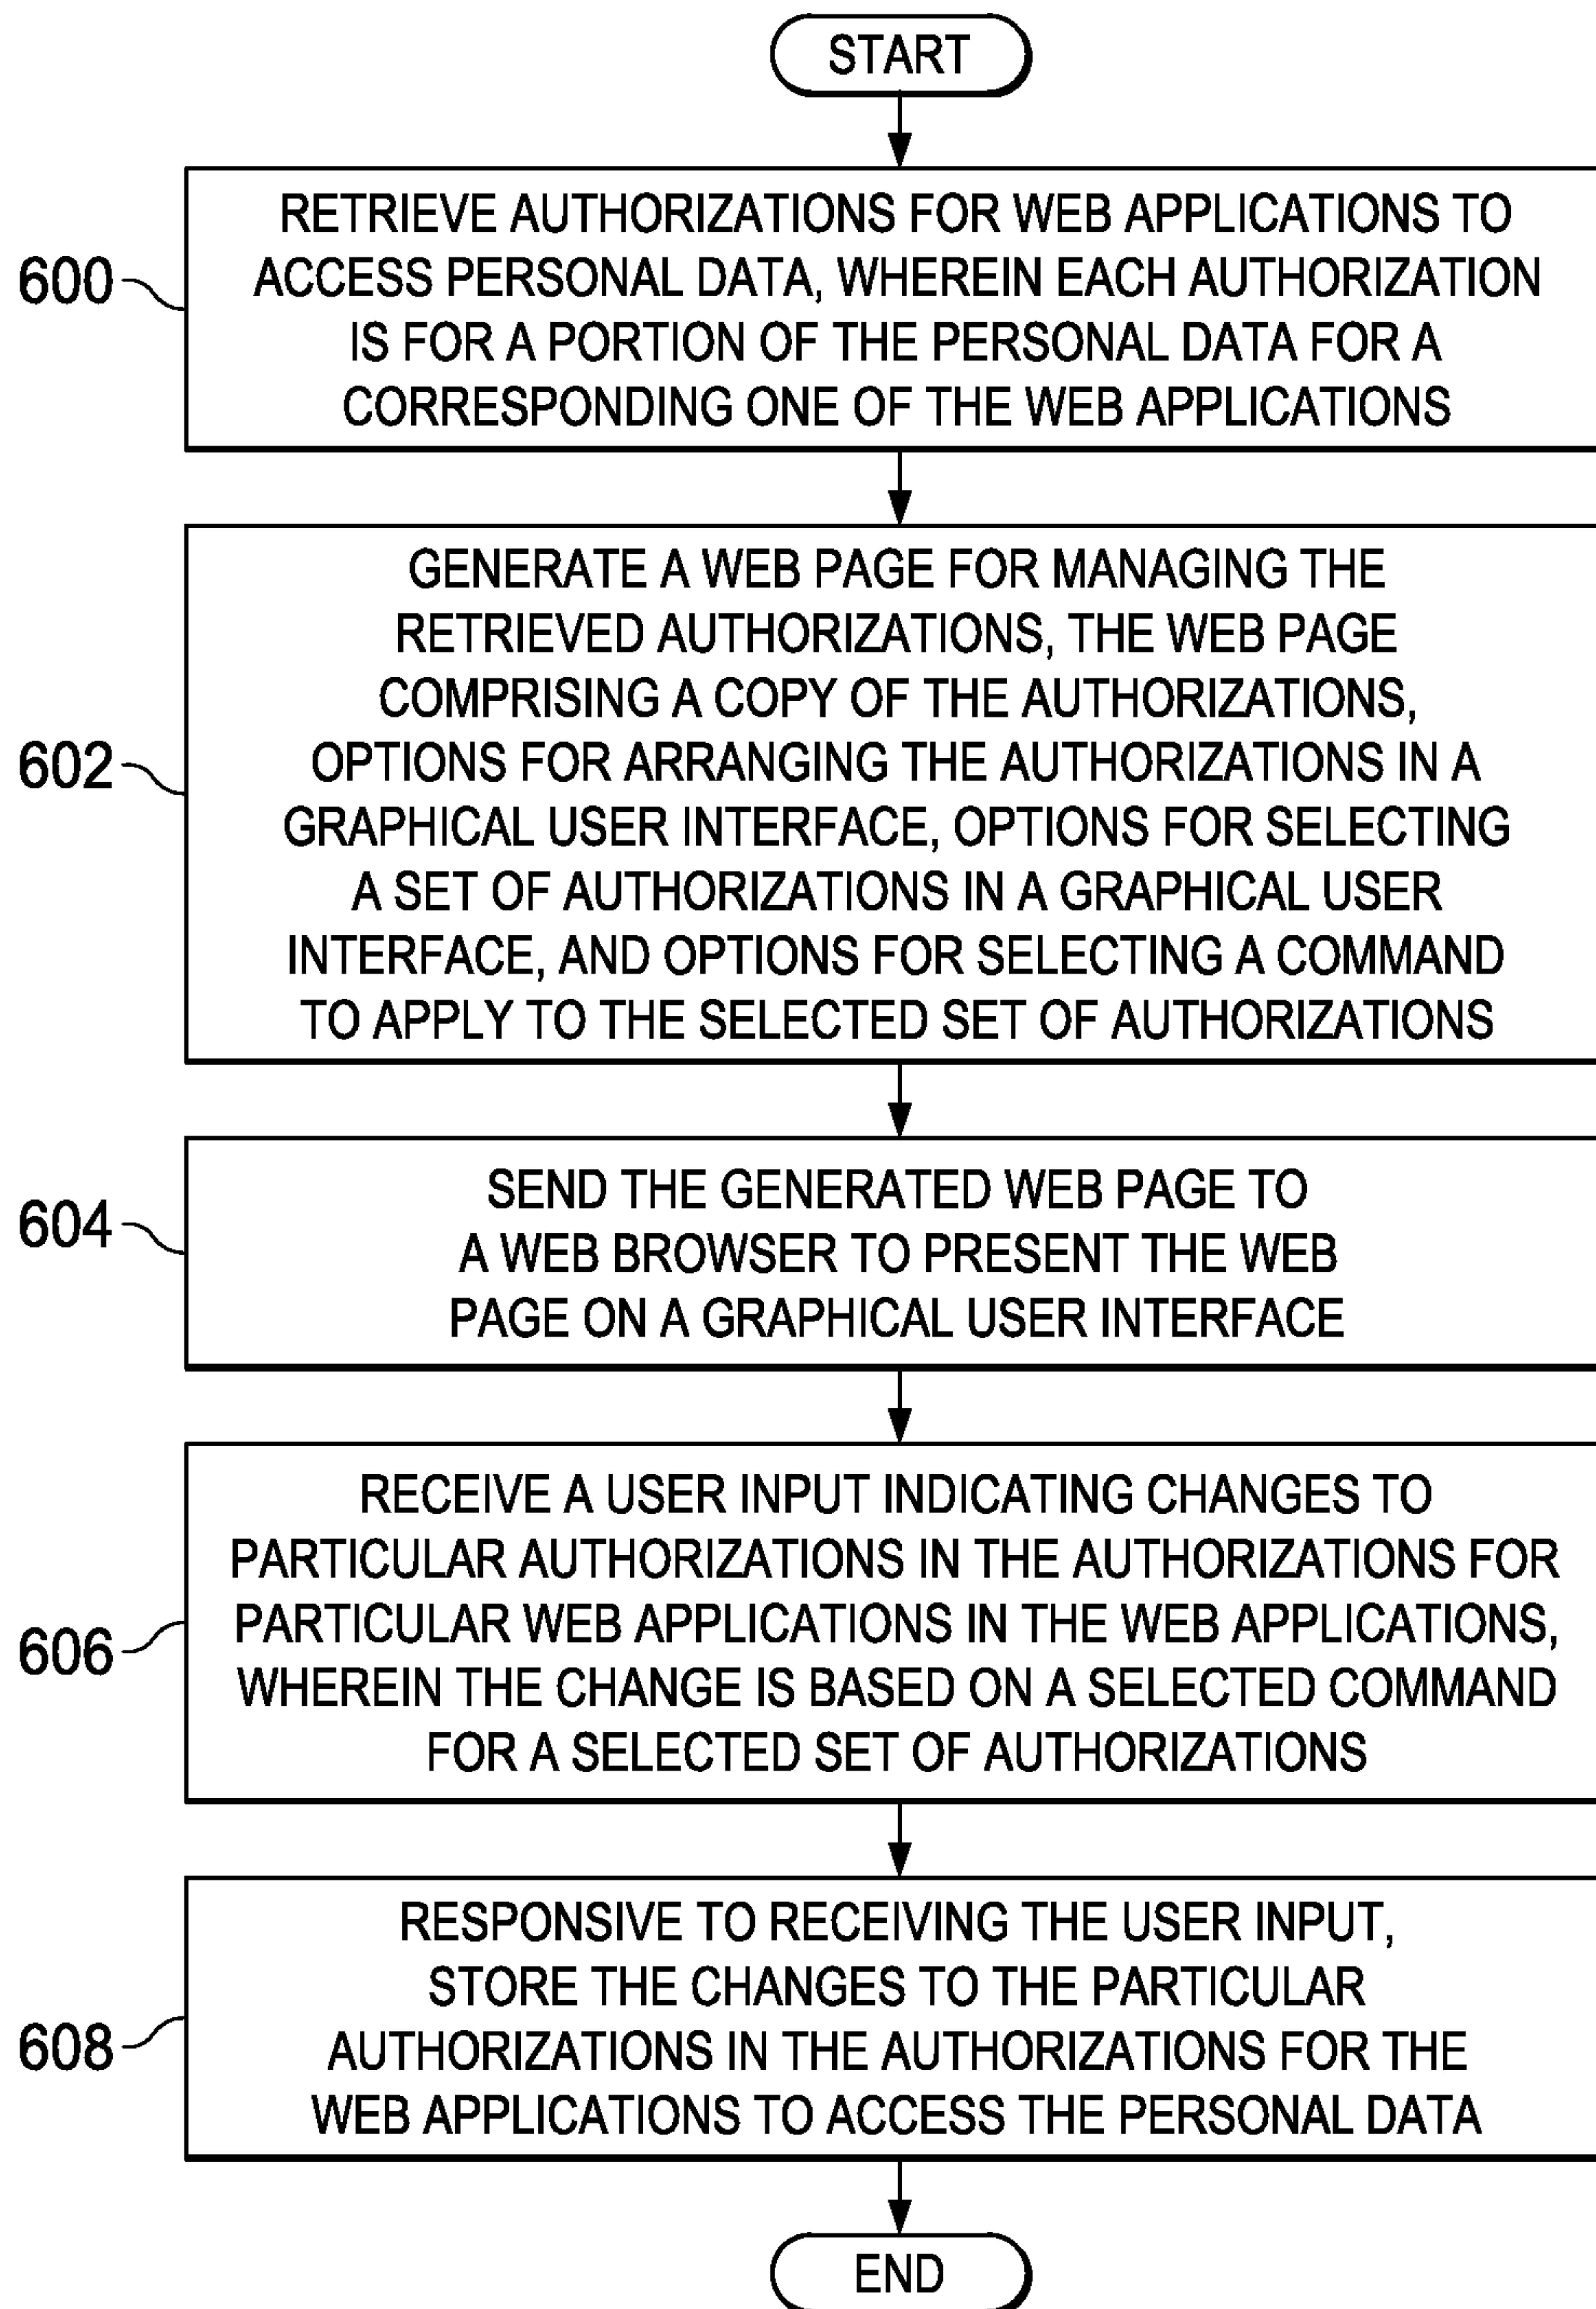 START
RETRIEVE AUTHORIZATIONS FOR WEB APPLICATIONS TO
ACCESS PERSONAL DATA, WHEREIN EACH AUTHORIZATION
IS FOR A PORTION OF THE PERSONAL DATA FOR A
CORRESPONDING ONE OF THE WEB APPLICATIONS
600
GENERATE A WEB PAGE FOR MANAGING THE
RETRIEVED AUTHORIZATIONS, THE WEB PAGE
COMPRISING A COPY OF THE AUTHORIZATIONS,
OPTIONS FOR ARRANGING THE AUTHORIZATIONS IN A
GRAPHICAL USER INTERFACE, OPTIONS FOR SELECTING
A SET OF AUTHORIZATIONS IN A GRAPHICAL USER
INTERFACE, AND OPTIONS FOR SELECTING A COMMAND
TO APPLY TO THE SELECTED SET OF AUTHORIZATIONS
602
SEND THE GENERATED WEB PAGE TO
A WEB BROWSER TO PRESENT THE WEB
PAGE ON A GRAPHICAL USER INTERFACE
604
RECEIVE A USER INPUT INDICATING CHANGES TO
PARTICULAR AUTHORIZATIONS IN THE AUTHORIZATIONS FOR
PARTICULAR WEB APPLICATIONS IN THE WEB APPLICATIONS,
WHEREIN THE CHANGE IS BASED ON A SELECTED COMMAND
FOR A SELECTED SET OF AUTHORIZATIONS
606
RESPONSIVE TO RECEIVING THE USER INPUT,
STORE THE CHANGES TO THE PARTICULAR
AUTHORIZATIONS IN THE AUTHORIZATIONS FOR THE
WEB APPLICATIONS TO ACCESS THE PERSONAL DATA
608
END